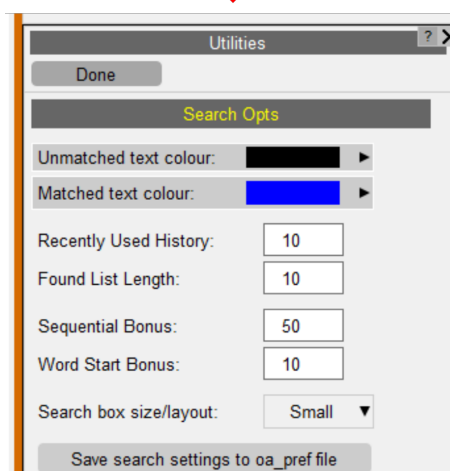 Utilities
?
Done
Search Opts
Unmatched text colour:
Matched text colour:
Recently Used History: 10
Found List Length: 10
Sequential Bonus: 50
Word Start Bonus: 10
Search box size/layout: Small
Save search settings to oa_pref file